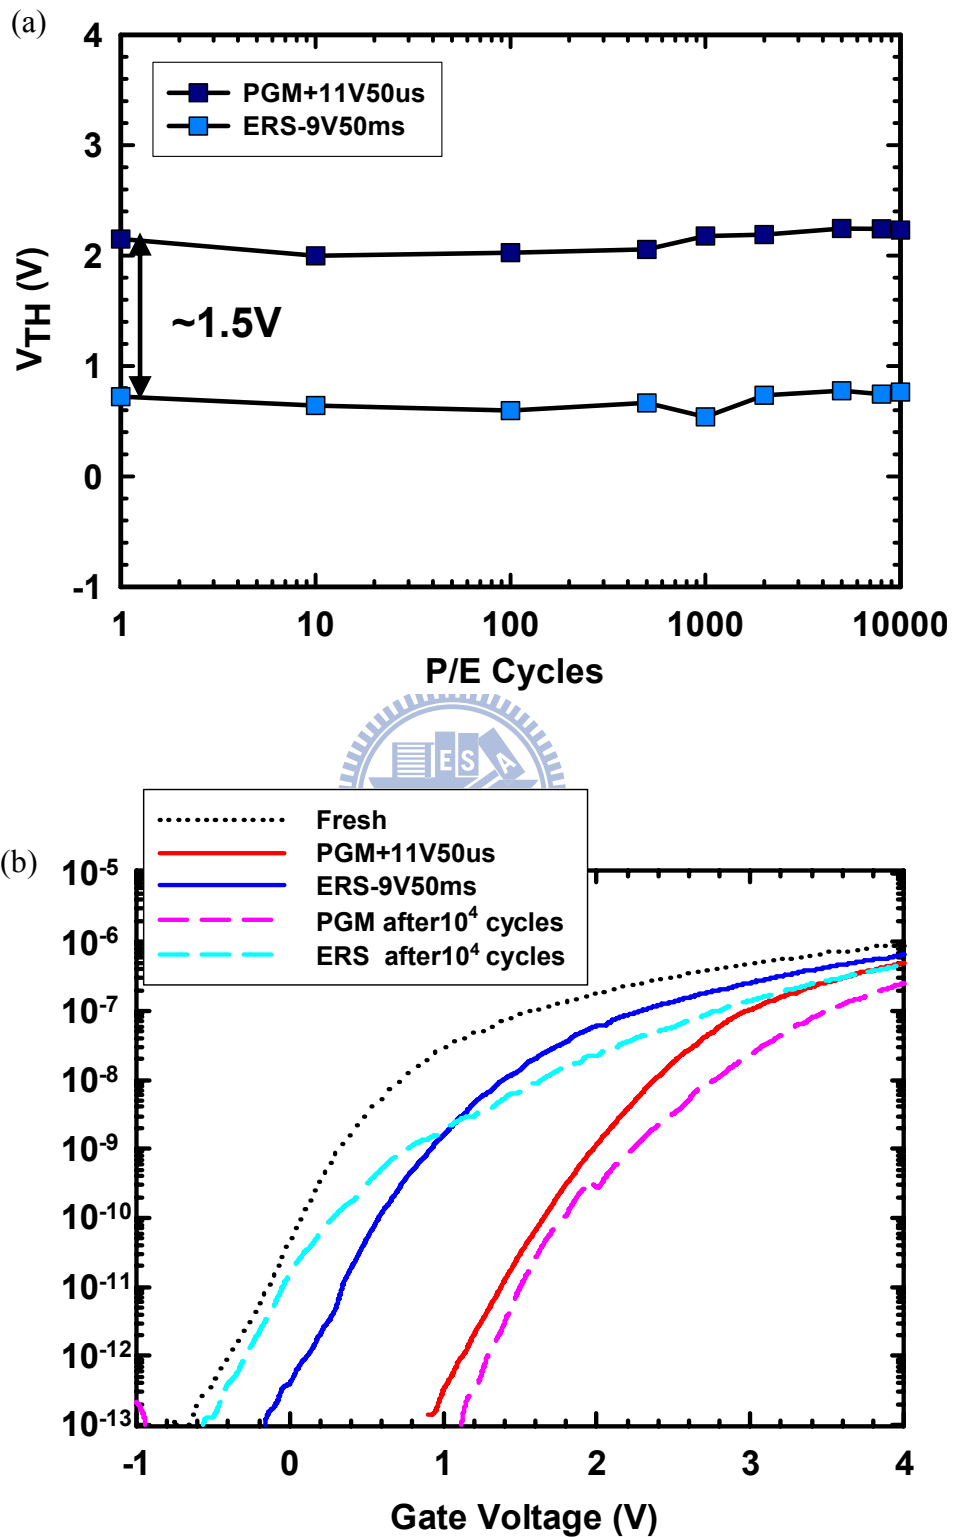 (a)
4
3
2
1
0
-1
VTH (V)
PGM+11V50us
ERS-9V50ms
~1.5V
1 10 100 1000 10000
P/E Cycles
E S A
(b)
Fresh
PGM+11V50us
ERS-9V50ms
PGM after10⁴ cycles
ERS after10⁴ cycles
10⁻⁵
10⁻⁶
10⁻⁷
10⁻⁸
10⁻⁹
10⁻¹⁰
10⁻¹¹
10⁻¹²
10⁻¹³
-1 0 1 2 3 4
Gate Voltage (V)